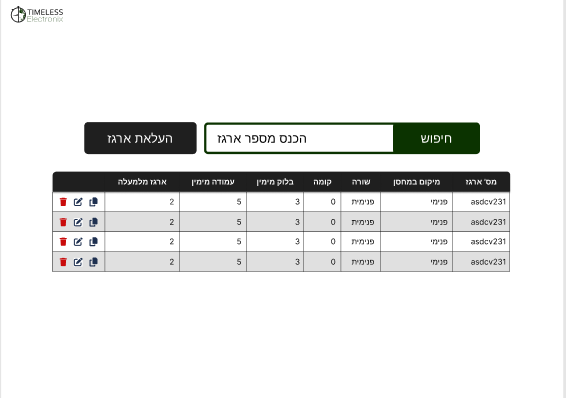 TIMELESS
Electronix
חיפוש הכנס מספר ארגז העלאת ארגז
מס' ארגז מיקום במחסן שורה קומה בלוק מימין עמודה מימין ארגז מלמעלה
asdcv231 פנימי פנימית 0 3 5 2
asdcv231 פנימי פנימית 0 3 5 2
asdcv231 פנימי פנימית 0 3 5 2
asdcv231 פנימי פנימית 0 3 5 2